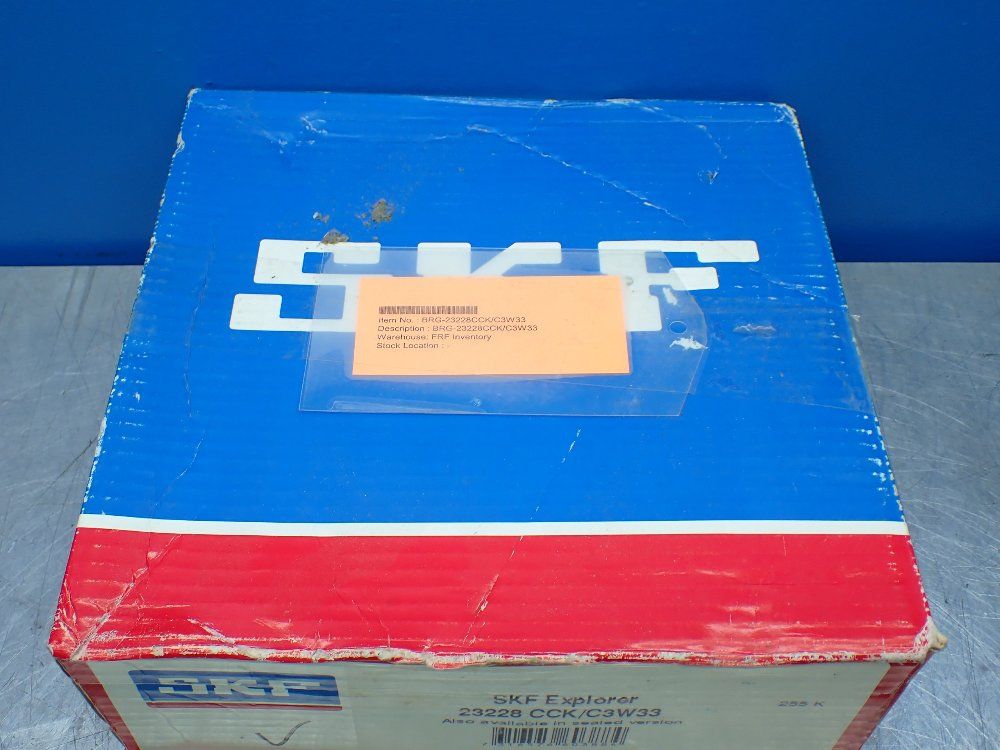 SKF
Item No. : BRG-23228CCK/C3W33
Description : BRG-23228CCK/C3W33
Warehouse: FRF Inventory
Stock Location : -
SKF
SKF Explorer
23228 CCK/C3W33
Also available in sealed version
255 K